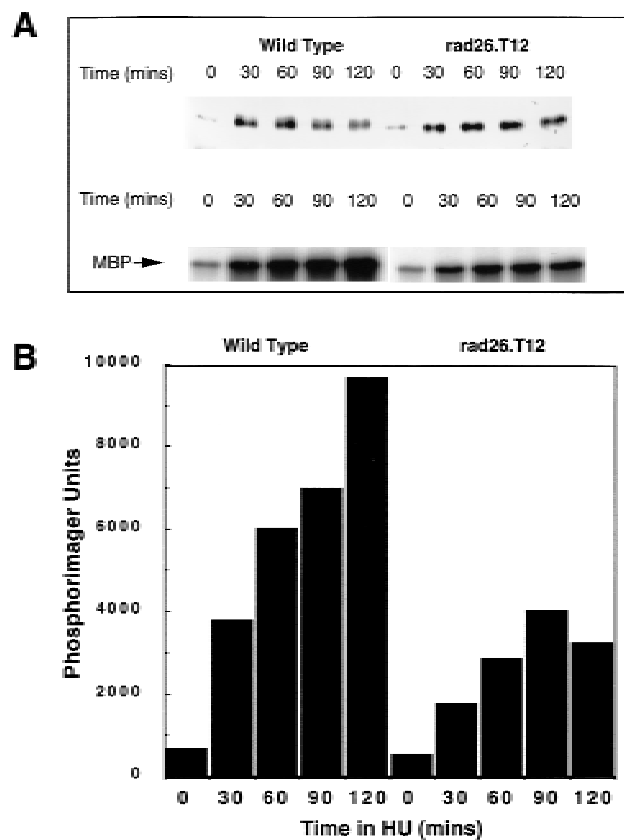 A
Wild Type rad26.T12
Time (mins) 0 30 60 90 120 0 30 60 90 120
Time (mins) 0 30 60 90 120 0 30 60 90 120
MBP
B
Wild Type rad26.T12
10000
8000
6000
4000
2000
0
Phosphorimager Units
0 30 60 90 120 0 30 60 90 120
Time in HU (mins)